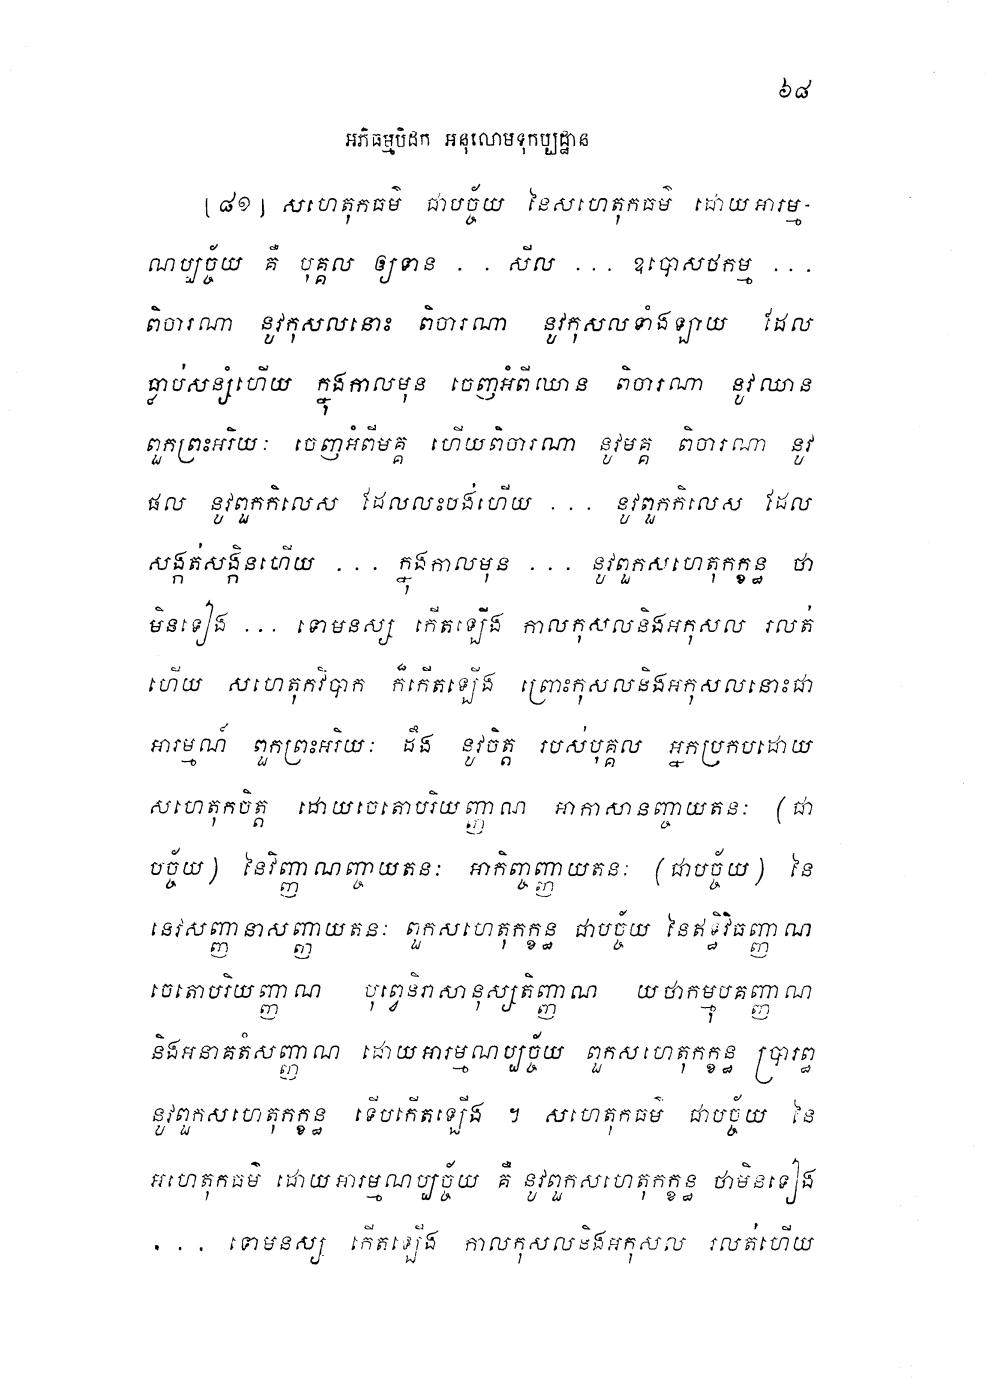 ៦៨
អភិធម្មបិដក អនុលោមទុកប្បដ្ឋាន
[៨១] សហេតុកធម៌ ជាបច្ច័យ នៃសហេតុកធម៌ ដោយអារម្ម-
ណប្បច្ច័យ គឺ បុគ្គល ឲ្យទាន . . សីល ... ឧបោសថកម្ម ...
ពិចារណា នូវកុសលនោះ ពិចារណា នូវកុសលទាំងឡាយ ដែល
ធ្លាប់សន្សំហើយ ក្នុងកាលមុន ចេញអំពីឈាន ពិចារណា នូវឈាន
ពួកព្រះអរិយៈ ចេញអំពីមគ្គ ហើយពិចារណា នូវមគ្គ ពិចារណា នូវ
ផល នូវពួកកិលេស ដែលលះបង់ហើយ ... នូវពួកកិលេស ដែល
សង្កត់សង្កិនហើយ ... ក្នុងកាលមុន ... នូវពួកសហេតុកក្ខន្ធ ថា
មិនទៀង ... ទោមនស្ស កើតឡើង កាលកុសលនិងអកុសល រលត់
ហើយ សហេតុកវិបាក ក៏កើតឡើង ព្រោះកុសលនិងអកុសលនោះជា
អារម្មណ៍ ពួកព្រះអរិយៈ ដឹង នូវចិត្ត របស់បុគ្គល អ្នកប្រកបដោយ
សហេតុកចិត្ត ដោយចេតោបរិយញ្ញាណ អាកាសានញ្ចាយតនៈ (ជា
បច្ច័យ) នៃវិញ្ញាណញ្ចាយតនៈ អាកិញ្ចញ្ញាយតនៈ (ជាបច្ច័យ) នៃ
នេវសញ្ញានាសញ្ញាយតនៈ ពួកសហេតុកក្ខន្ធ ជាបច្ច័យ នៃឥទ្ធិវិធញ្ញាណ
ចេតោបរិយញ្ញាណ បុព្វេនិវាសានុស្សតិញ្ញាណ យថាកម្មុបគញ្ញាណ
និងអនាគតំសញ្ញាណ ដោយអារម្មណប្បច្ច័យ ពួកសហេតុកក្ខន្ធ ប្រារព្ធ
នូវពួកសហេតុកក្ខន្ធ ទើបកើតឡើង ។ សហេតុកធម៌ ជាបច្ច័យ នៃ
អហេតុកធម៌ ដោយអារម្មណប្បច្ច័យ គឺ នូវពួកសហេតុកក្ខន្ធ ថាមិនទៀង
... ទោមនស្ស កើតឡើង កាលកុសលនិងអកុសល រលត់ហើយ